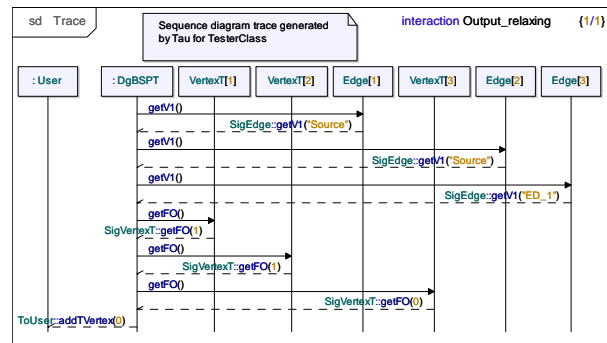 sd Trace
Sequence diagram trace generated
by Tau for TesterClass
interaction Output_relaxing {1/1}
: User
: DgBSPT
VertexT[1]
VertexT[2]
Edge[1]
VertexT[3]
Edge[2]
Edge[3]
getV1()
SigEdge::getV1("Source")
getV1()
SigEdge::getV1("Source")
getV1()
SigEdge::getV1("ED_1")
getFO()
SigVertexT::getFO(1)
getFO()
SigVertexT::getFO(1)
getFO()
SigVertexT::getFO(0)
ToUser::addTVertex(0)